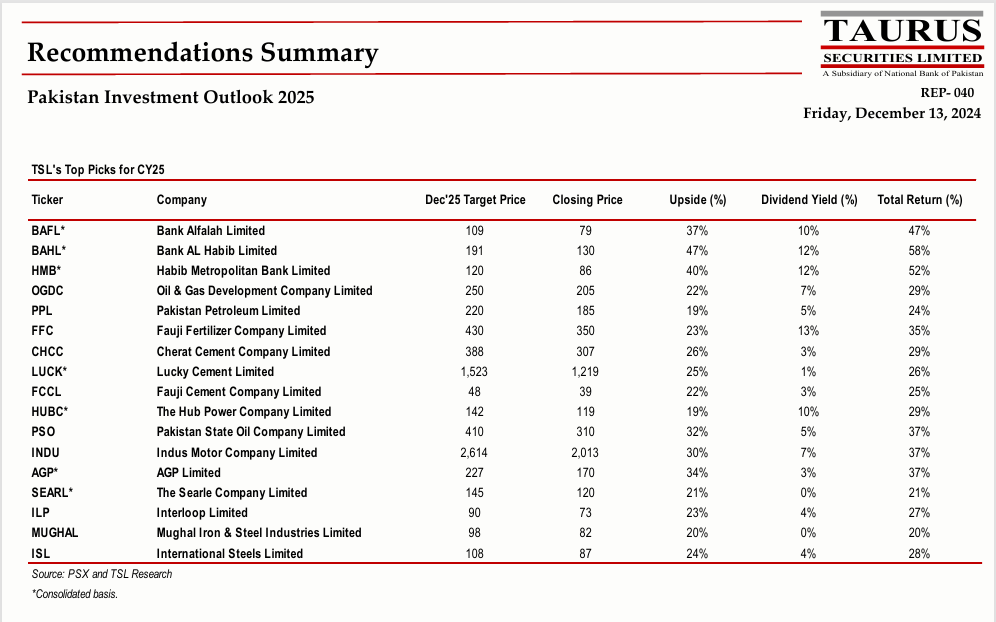 Recommendations Summary
TAURUS
SECURITIES LIMITED
A Subsidiary of National Bank of Pakistan
Pakistan Investment Outlook 2025
REP- 040
Friday, December 13, 2024
TSL's Top Picks for CY25
Ticker Company Dec'25 Target Price Closing Price Upside (%) Dividend Yield (%) Total Return (%)
BAFL* Bank Alfalah Limited 109 79 37% 10% 47%
BAHL* Bank AL Habib Limited 191 130 47% 12% 58%
HMB* Habib Metropolitan Bank Limited 120 86 40% 12% 52%
OGDC Oil & Gas Development Company Limited 250 205 22% 7% 29%
PPL Pakistan Petroleum Limited 220 185 19% 5% 24%
FFC Fauji Fertilizer Company Limited 430 350 23% 13% 35%
CHCC Cherat Cement Company Limited 388 307 26% 3% 29%
LUCK* Lucky Cement Limited 1,523 1,219 25% 1% 26%
FCCL Fauji Cement Company Limited 48 39 22% 3% 25%
HUBC* The Hub Power Company Limited 142 119 19% 10% 29%
PSO Pakistan State Oil Company Limited 410 310 32% 5% 37%
INDU Indus Motor Company Limited 2,614 2,013 30% 7% 37%
AGP* AGP Limited 227 170 34% 3% 37%
SEARL* The Searle Company Limited 145 120 21% 0% 21%
ILP Interloop Limited 90 73 23% 4% 27%
MUGHAL Mughal Iron & Steel Industries Limited 98 82 20% 0% 20%
ISL International Steels Limited 108 87 24% 4% 28%
Source: PSX and TSL Research
*Consolidated basis.